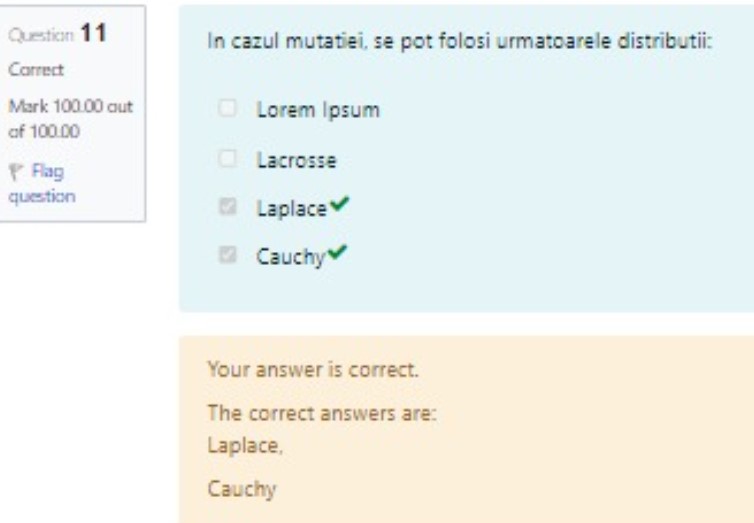 Question 11
Correct
Mark 100.00 out
of 100.00
Flag
question
In cazul mutatiei, se pot folosi urmatoarele distributii:
Lorem Ipsum
Lacrosse
Laplace
Cauchy
Your answer is correct.
The correct answers are:
Laplace,
Cauchy